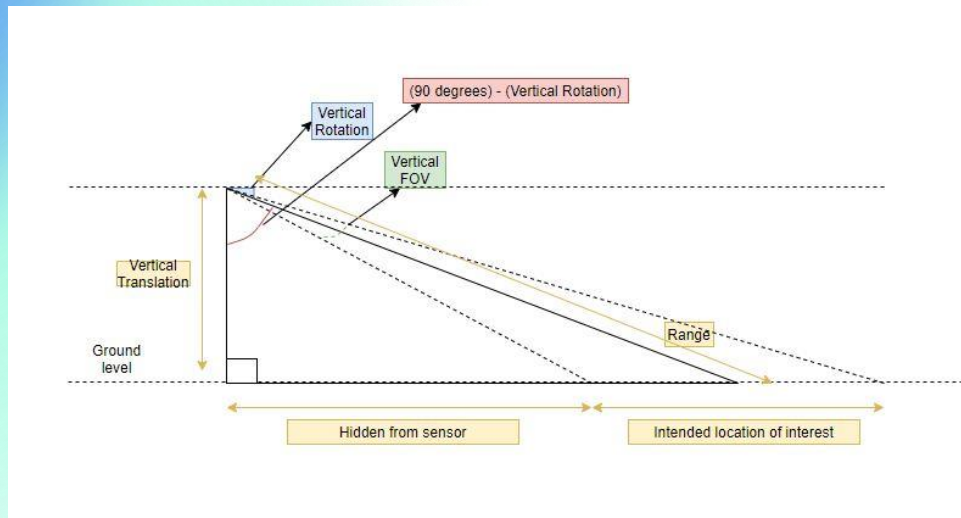 (90 degrees) - (Vertical Rotation)
Vertical
Rotation
Vertical
FOV
Vertical
Translation
Range
Ground
level
Hidden from sensor
Intended location of interest